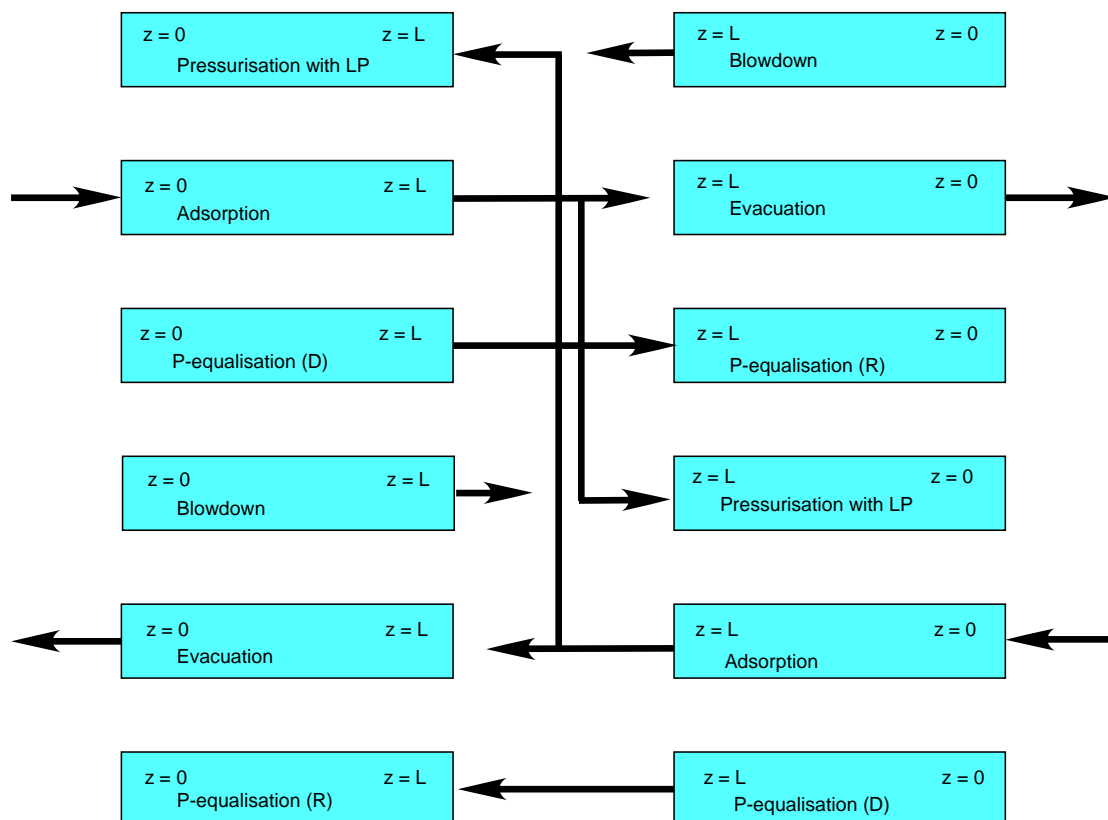 z = 0 z = L
Pressurisation with LP
z = L z = 0
Blowdown
z = 0 z = L
Adsorption
z = L z = 0
Evacuation
z = 0 z = L
P-equalisation (D)
z = L z = 0
P-equalisation (R)
z = 0 z = L
Blowdown
z = L z = 0
Pressurisation with LP
z = 0 z = L
Evacuation
z = L z = 0
Adsorption
z = 0 z = L
P-equalisation (R)
z = L z = 0
P-equalisation (D)